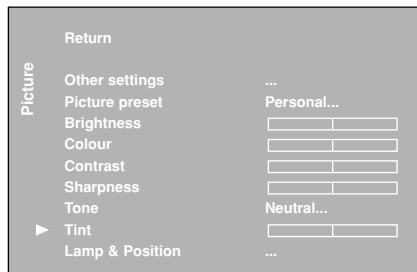 Picture
Return
Other settings ...
Picture preset Personal...
Brightness
Colour
Contrast
Sharpness
Tone Neutral...
Tint
Lamp & Position ...